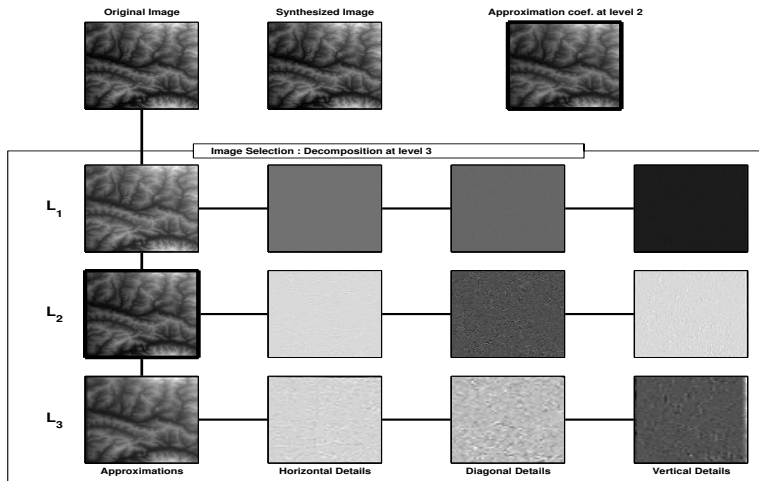 Original Image
Synthesized Image
Approximation coef. at level 2
Image Selection : Decomposition at level 3
L1
L2
L3
Approximations
Horizontal Details
Diagonal Details
Vertical Details